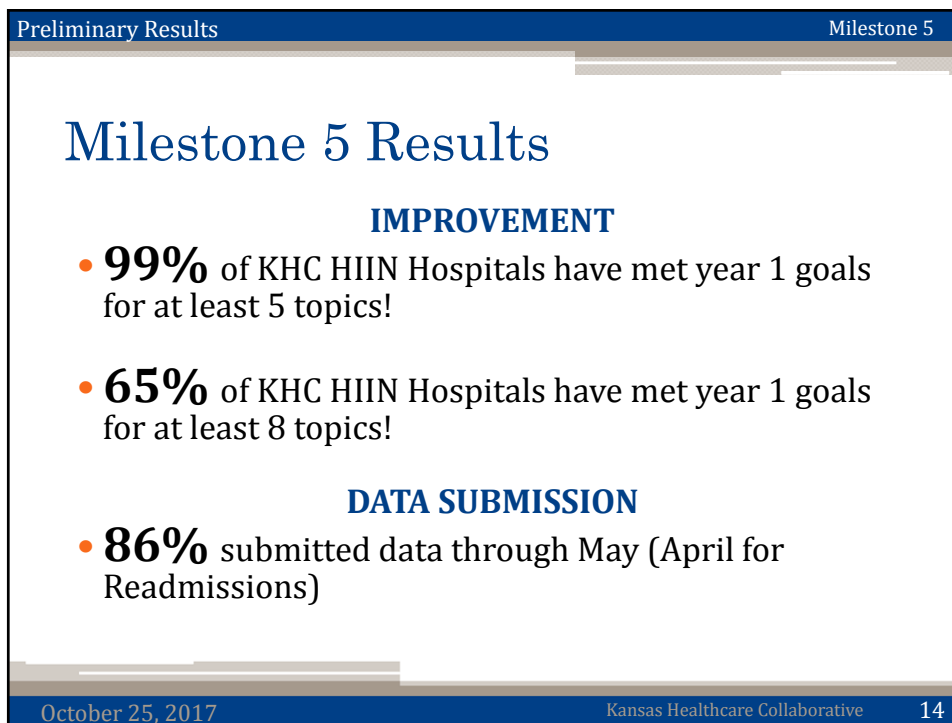 Preliminary Results
Milestone 5
Milestone 5 Results
IMPROVEMENT
• 99% of KHC HIIN Hospitals have met year 1 goals
for at least 5 topics!
• 65% of KHC HIIN Hospitals have met year 1 goals
for at least 8 topics!
DATA SUBMISSION
• 86% submitted data through May (April for
Readmissions)
October 25, 2017
Kansas Healthcare Collaborative
14